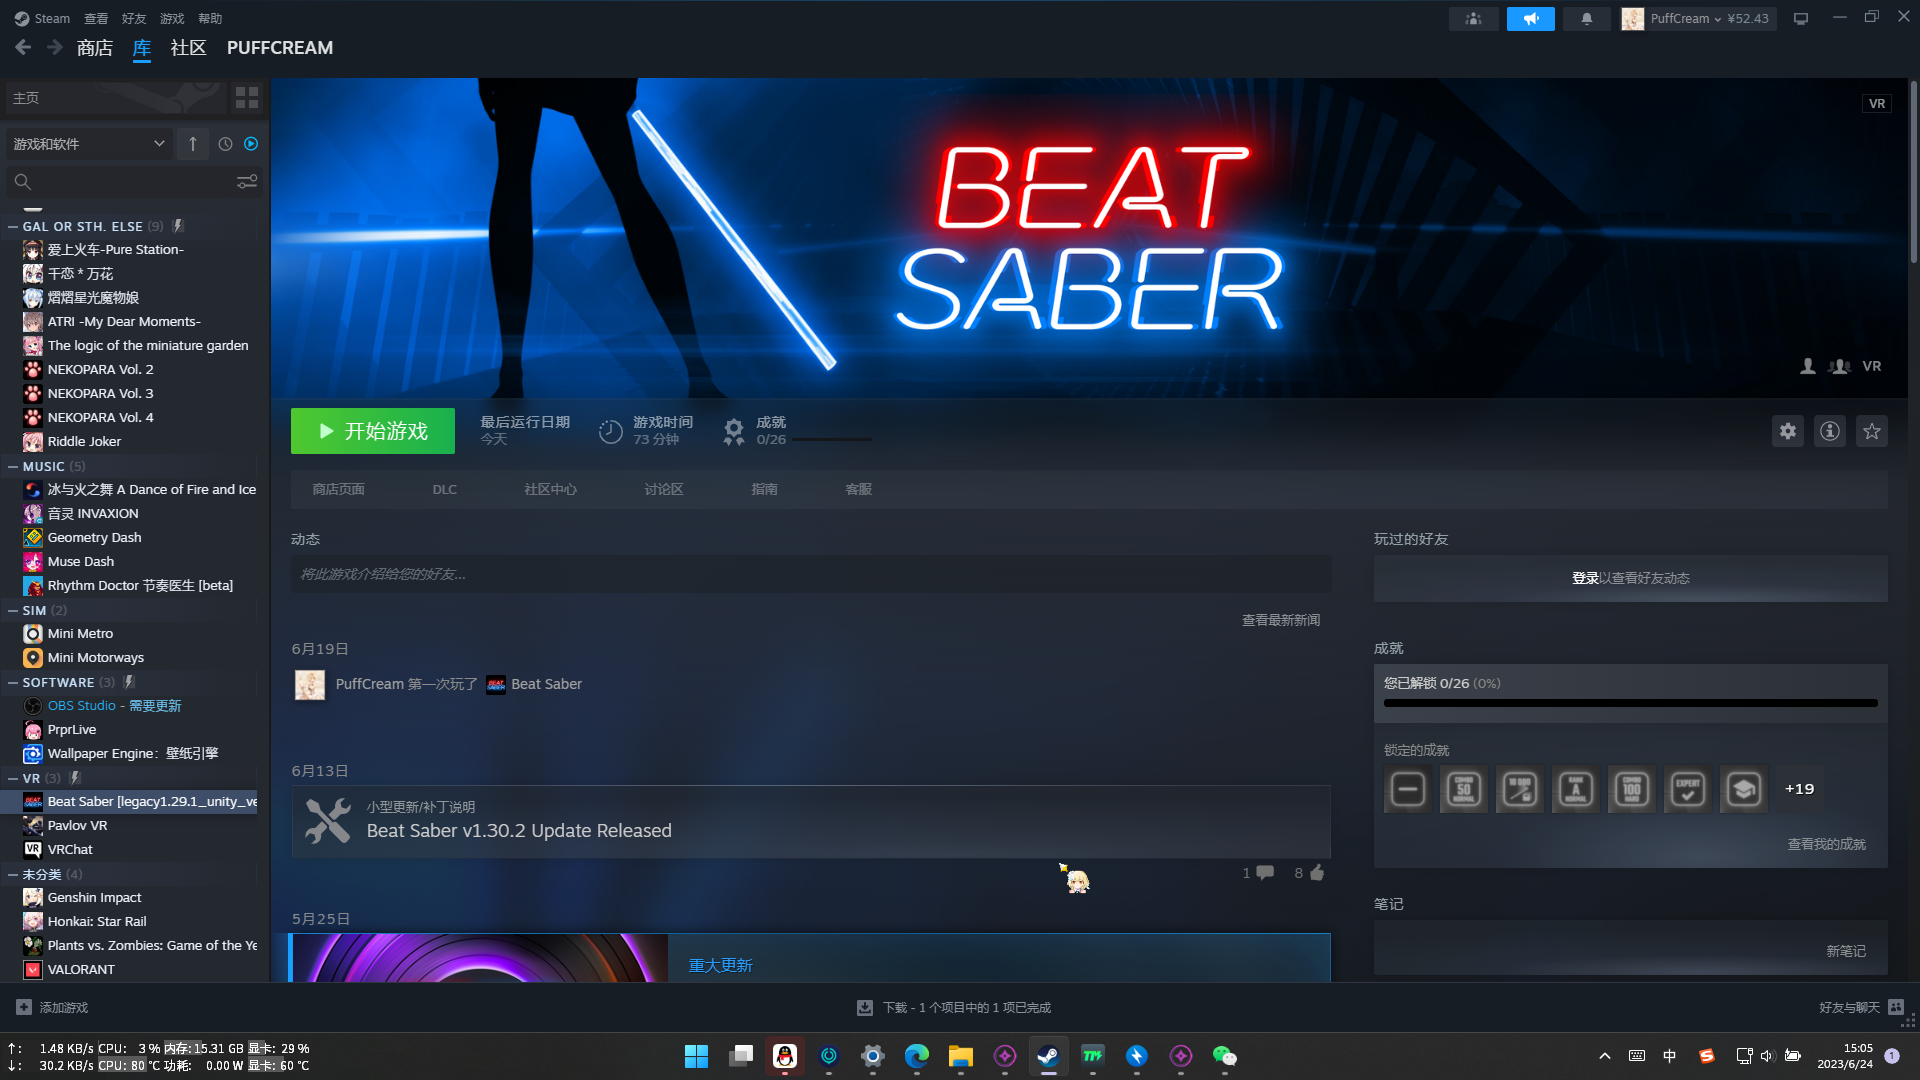 Steam 查看 好友 游戏 帮助
PuffCream ¥52.43
商店 库 社区 PUFFCREAM
主页
游戏和软件
GAL OR STH. ELSE (9)
爱上火车-Pure Station-
千恋*万花
熠熠星光魔物娘
ATRI -My Dear Moments-
The logic of the miniature garden
NEKOPARA Vol. 2
NEKOPARA Vol. 3
NEKOPARA Vol. 4
Riddle Joker
MUSIC (5)
冰与火之舞 A Dance of Fire and Ice
音灵 INVAXION
Geometry Dash
Muse Dash
Rhythm Doctor 节奏医生 [beta]
SIM (2)
Mini Metro
Mini Motorways
SOFTWARE (3)
OBS Studio - 需要更新
PrprLive
Wallpaper Engine：壁纸引擎
VR (3)
Beat Saber [legacy1.29.1_unity_ve
Pavlov VR
VRChat
未分类 (4)
Genshin Impact
Honkai: Star Rail
Plants vs. Zombies: Game of the Ye
VALORANT
VR
BEAT
SABER
VR
开始游戏
最后运行日期
今天
游戏时间
73 分钟
成就
0/26
商店页面 DLC 社区中心 讨论区 指南 客服
动态
将此游戏介绍给您的好友...
查看最新新闻
6月19日
PuffCream 第一次玩了 Beat Saber
6月13日
小型更新/补丁说明
Beat Saber v1.30.2 Update Released
1 8
5月25日
重大更新
玩过的好友
登录以查看好友动态
成就
您已解锁 0/26 (0%)
锁定的成就
COMBO 50 NORMAL
10 000
RANK A NORMAL
COMBO 100 HARD
EXPERT
+19
查看我的成就
笔记
新笔记
添加游戏
下载 - 1 个项目中的 1 项已完成
好友与聊天
↑: 1.48 KB/s CPU: 3 % 内存: 15.31 GB 显卡: 29 %
↓: 30.2 KB/s CPU: 80 °C 功耗: 0.00 W 显卡: 60 °C
中
15:05
2023/6/24
1